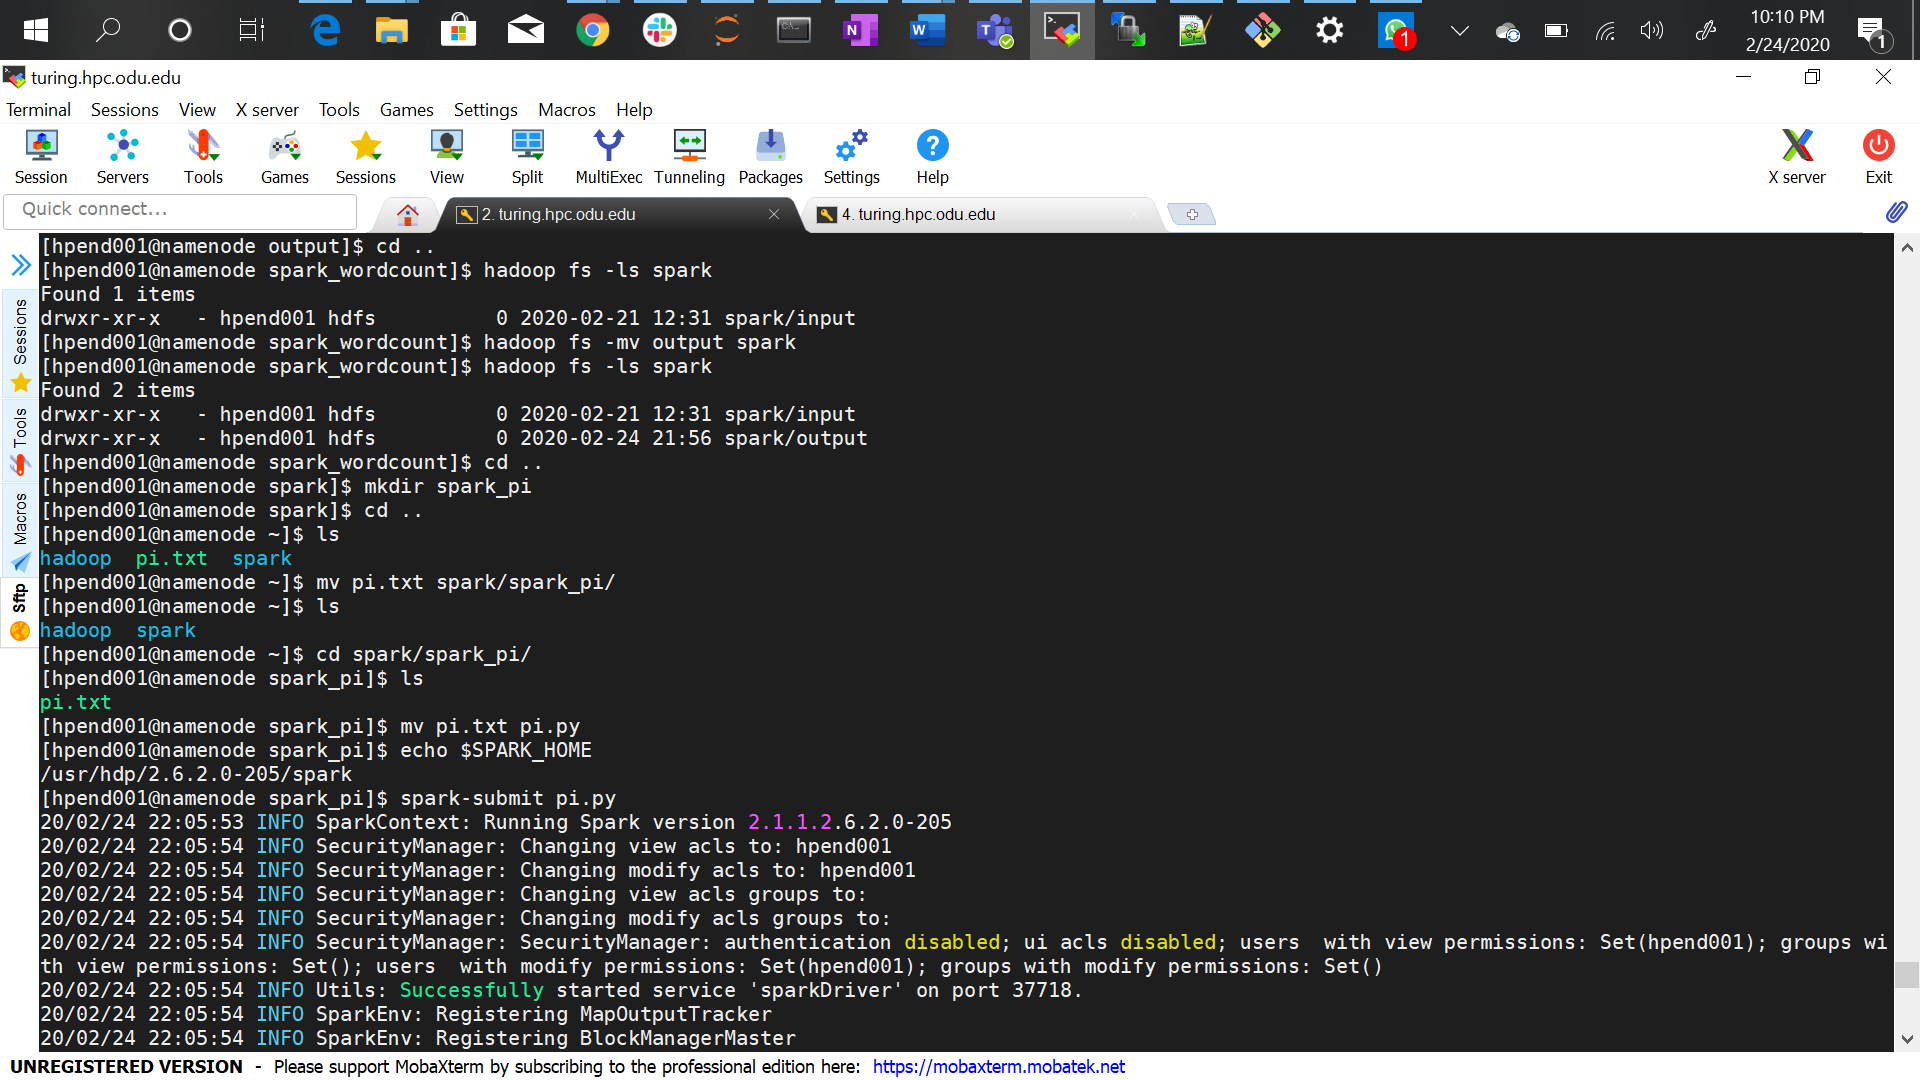 10:10 PM
2/24/2020
1
1
turing.hpc.odu.edu
Terminal Sessions View X server Tools Games Settings Macros Help
Session Servers Tools Games Sessions View Split MultiExec Tunneling Packages Settings Help X server Exit
Quick connect...
2. turing.hpc.odu.edu
4. turing.hpc.odu.edu
Sessions
Tools
Macros
Sftp
[hpend001@namenode output]$ cd ..
[hpend001@namenode spark_wordcount]$ hadoop fs -ls spark
Found 1 items
drwxr-xr-x   - hpend001 hdfs          0 2020-02-21 12:31 spark/input
[hpend001@namenode spark_wordcount]$ hadoop fs -mv output spark
[hpend001@namenode spark_wordcount]$ hadoop fs -ls spark
Found 2 items
drwxr-xr-x   - hpend001 hdfs          0 2020-02-21 12:31 spark/input
drwxr-xr-x   - hpend001 hdfs          0 2020-02-24 21:56 spark/output
[hpend001@namenode spark_wordcount]$ cd ..
[hpend001@namenode spark]$ mkdir spark_pi
[hpend001@namenode spark]$ cd ..
[hpend001@namenode ~]$ ls
hadoop  pi.txt  spark
[hpend001@namenode ~]$ mv pi.txt spark/spark_pi/
[hpend001@namenode ~]$ ls
hadoop  spark
[hpend001@namenode ~]$ cd spark/spark_pi/
[hpend001@namenode spark_pi]$ ls
pi.txt
[hpend001@namenode spark_pi]$ mv pi.txt pi.py
[hpend001@namenode spark_pi]$ echo $SPARK_HOME
/usr/hdp/2.6.2.0-205/spark
[hpend001@namenode spark_pi]$ spark-submit pi.py
20/02/24 22:05:53 INFO SparkContext: Running Spark version 2.1.1.2.6.2.0-205
20/02/24 22:05:54 INFO SecurityManager: Changing view acls to: hpend001
20/02/24 22:05:54 INFO SecurityManager: Changing modify acls to: hpend001
20/02/24 22:05:54 INFO SecurityManager: Changing view acls groups to:
20/02/24 22:05:54 INFO SecurityManager: Changing modify acls groups to:
20/02/24 22:05:54 INFO SecurityManager: SecurityManager: authentication disabled; ui acls disabled; users  with view permissions: Set(hpend001); groups wi
th view permissions: Set(); users  with modify permissions: Set(hpend001); groups with modify permissions: Set()
20/02/24 22:05:54 INFO Utils: Successfully started service 'sparkDriver' on port 37718.
20/02/24 22:05:54 INFO SparkEnv: Registering MapOutputTracker
20/02/24 22:05:54 INFO SparkEnv: Registering BlockManagerMaster
UNREGISTERED VERSION  -  Please support MobaXterm by subscribing to the professional edition here:  https://mobaxterm.mobatek.net